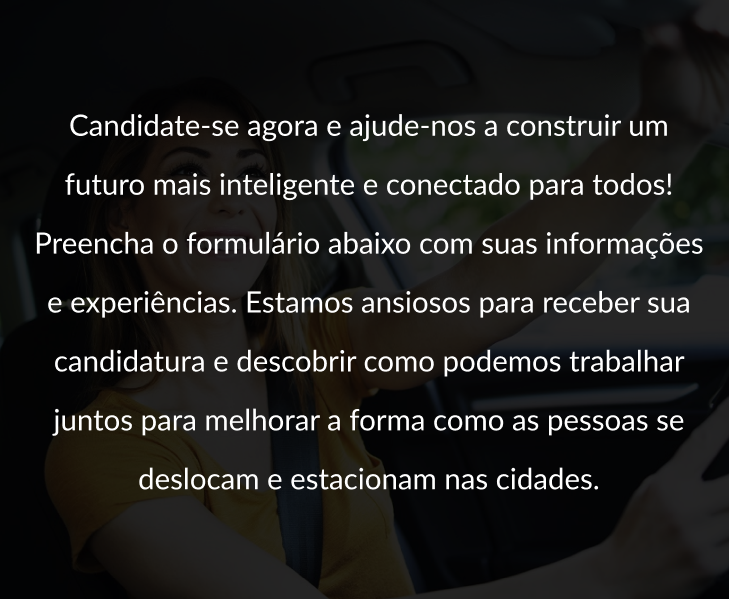 Candidate-se agora e ajude-nos a construir um
futuro mais inteligente e conectado para todos!
Preencha o formulário abaixo com suas informações
e experiências. Estamos ansiosos para receber sua
candidatura e descobrir como podemos trabalhar
juntos para melhorar a forma como as pessoas se
deslocam e estacionam nas cidades.